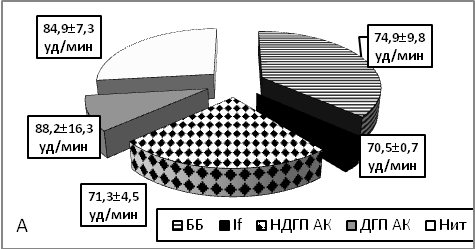 84,9±7,3
уд/мин
74,9±9,8
уд/мин
88,2±16,3
уд/мин
70,5±0,7
уд/мин
71,3±4,5
уд/мин
А
ББ If НДГП АК ДГП АК Нит